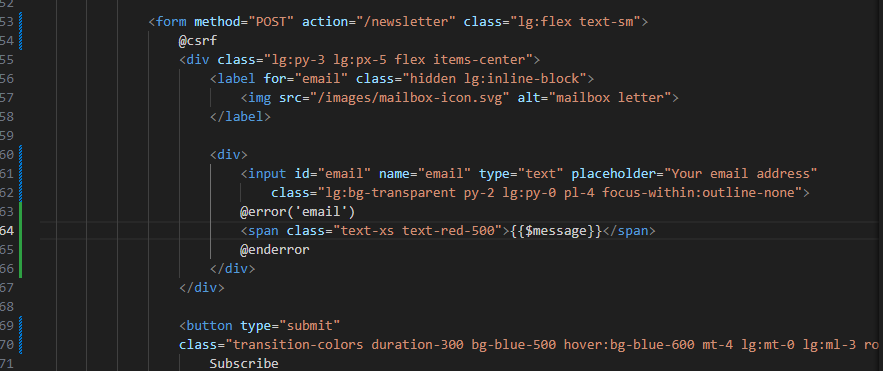 52
53 <form method="POST" action="/newsletter" class="lg:flex text-sm">
54 @csrf
55 <div class="lg:py-3 lg:px-5 flex items-center">
56 <label for="email" class="hidden lg:inline-block">
57 <img src="/images/mailbox-icon.svg" alt="mailbox letter">
58 </label>
59
60 <div>
61 <input id="email" name="email" type="text" placeholder="Your email address"
62 class="lg:bg-transparent py-2 lg:py-0 pl-4 focus-within:outline-none">
63 @error('email')
64 <span class="text-xs text-red-500">{{$message}}</span>
65 @enderror
66 </div>
67 </div>
68
69 <button type="submit"
70 class="transition-colors duration-300 bg-blue-500 hover:bg-blue-600 mt-4 lg:mt-0 lg:ml-3 ro
71 Subscribe